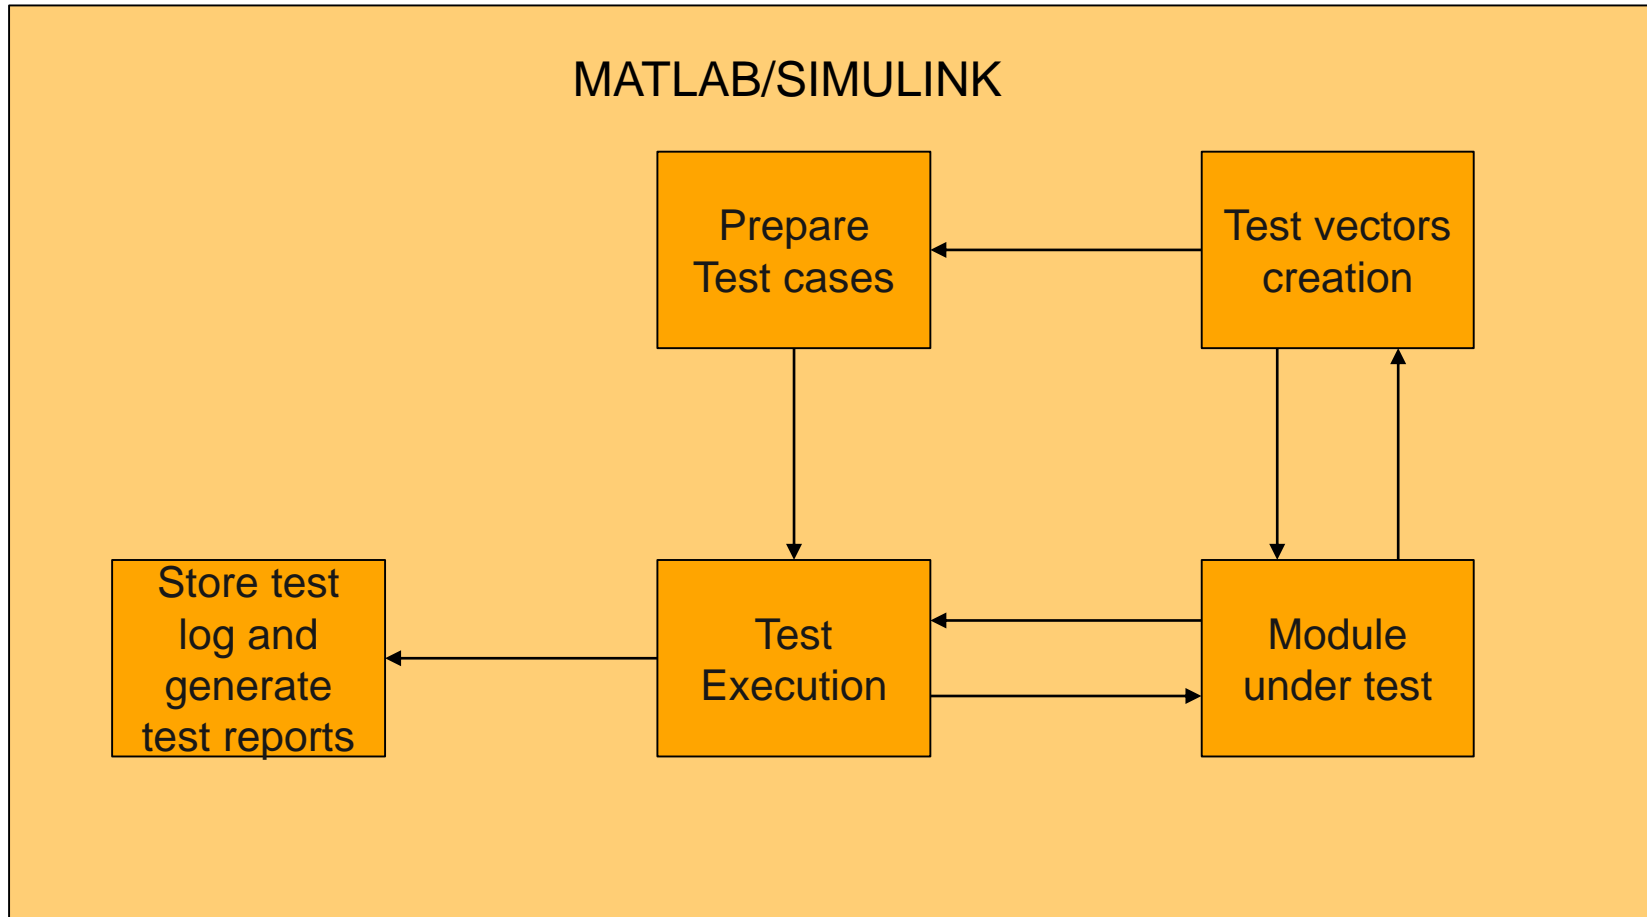 MATLAB/SIMULINK
Prepare
Test cases
Test vectors
creation
Store test
log and
generate
test reports
Test
Execution
Module
under test